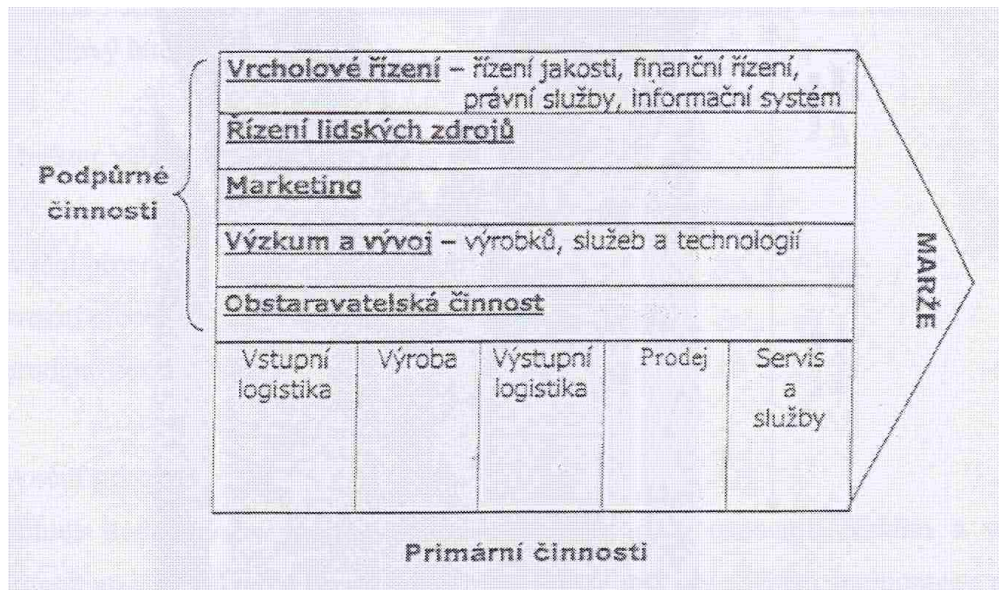 Vrcholové řízení – řízení jakosti, finanční řízení,
právní služby, informační systém
Řízení lidských zdrojů
Podpůrné
činnosti
Marketing
Výzkum a vývoj – výrobků, služeb a technologií
MARŽE
Obstaravatelská činnost
Vstupní
logistika
Výroba
Výstupní
logistika
Prodej
Servis
a
služby
Primární činnosti